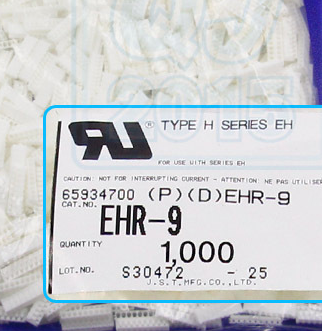 ® TYPE H SERIES EH
FOR USE WITH SERIES EH
CAUTION: NOT FOR INTERRUPTING CURRENT - ATTENTION: NE PAS UTILISE
65934700 (P)(D)EHR-9
CAT.NO. EHR-9
QUANTITY 1,000
LOT.NO. S30472 - 25
J.S.T.MFG.CO.,LTD.